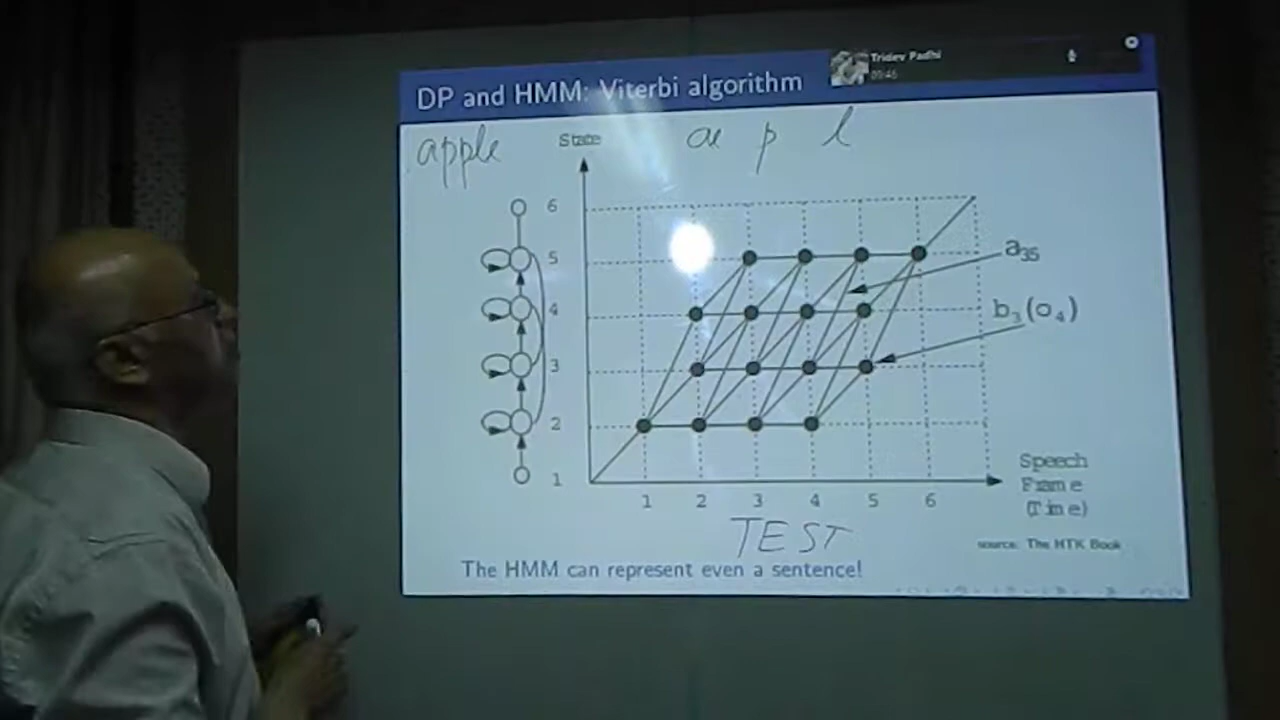 DP and HMM: Viterbi algorithm
Tridev Padhi
09:46
apple
State
ae p l
6
5
4
3
2
1
a35
b3(o4)
1 2 3 4 5 6
Speech
Frame
(Time)
TEST
source: The HTK Book
The HMM can represent even a sentence!